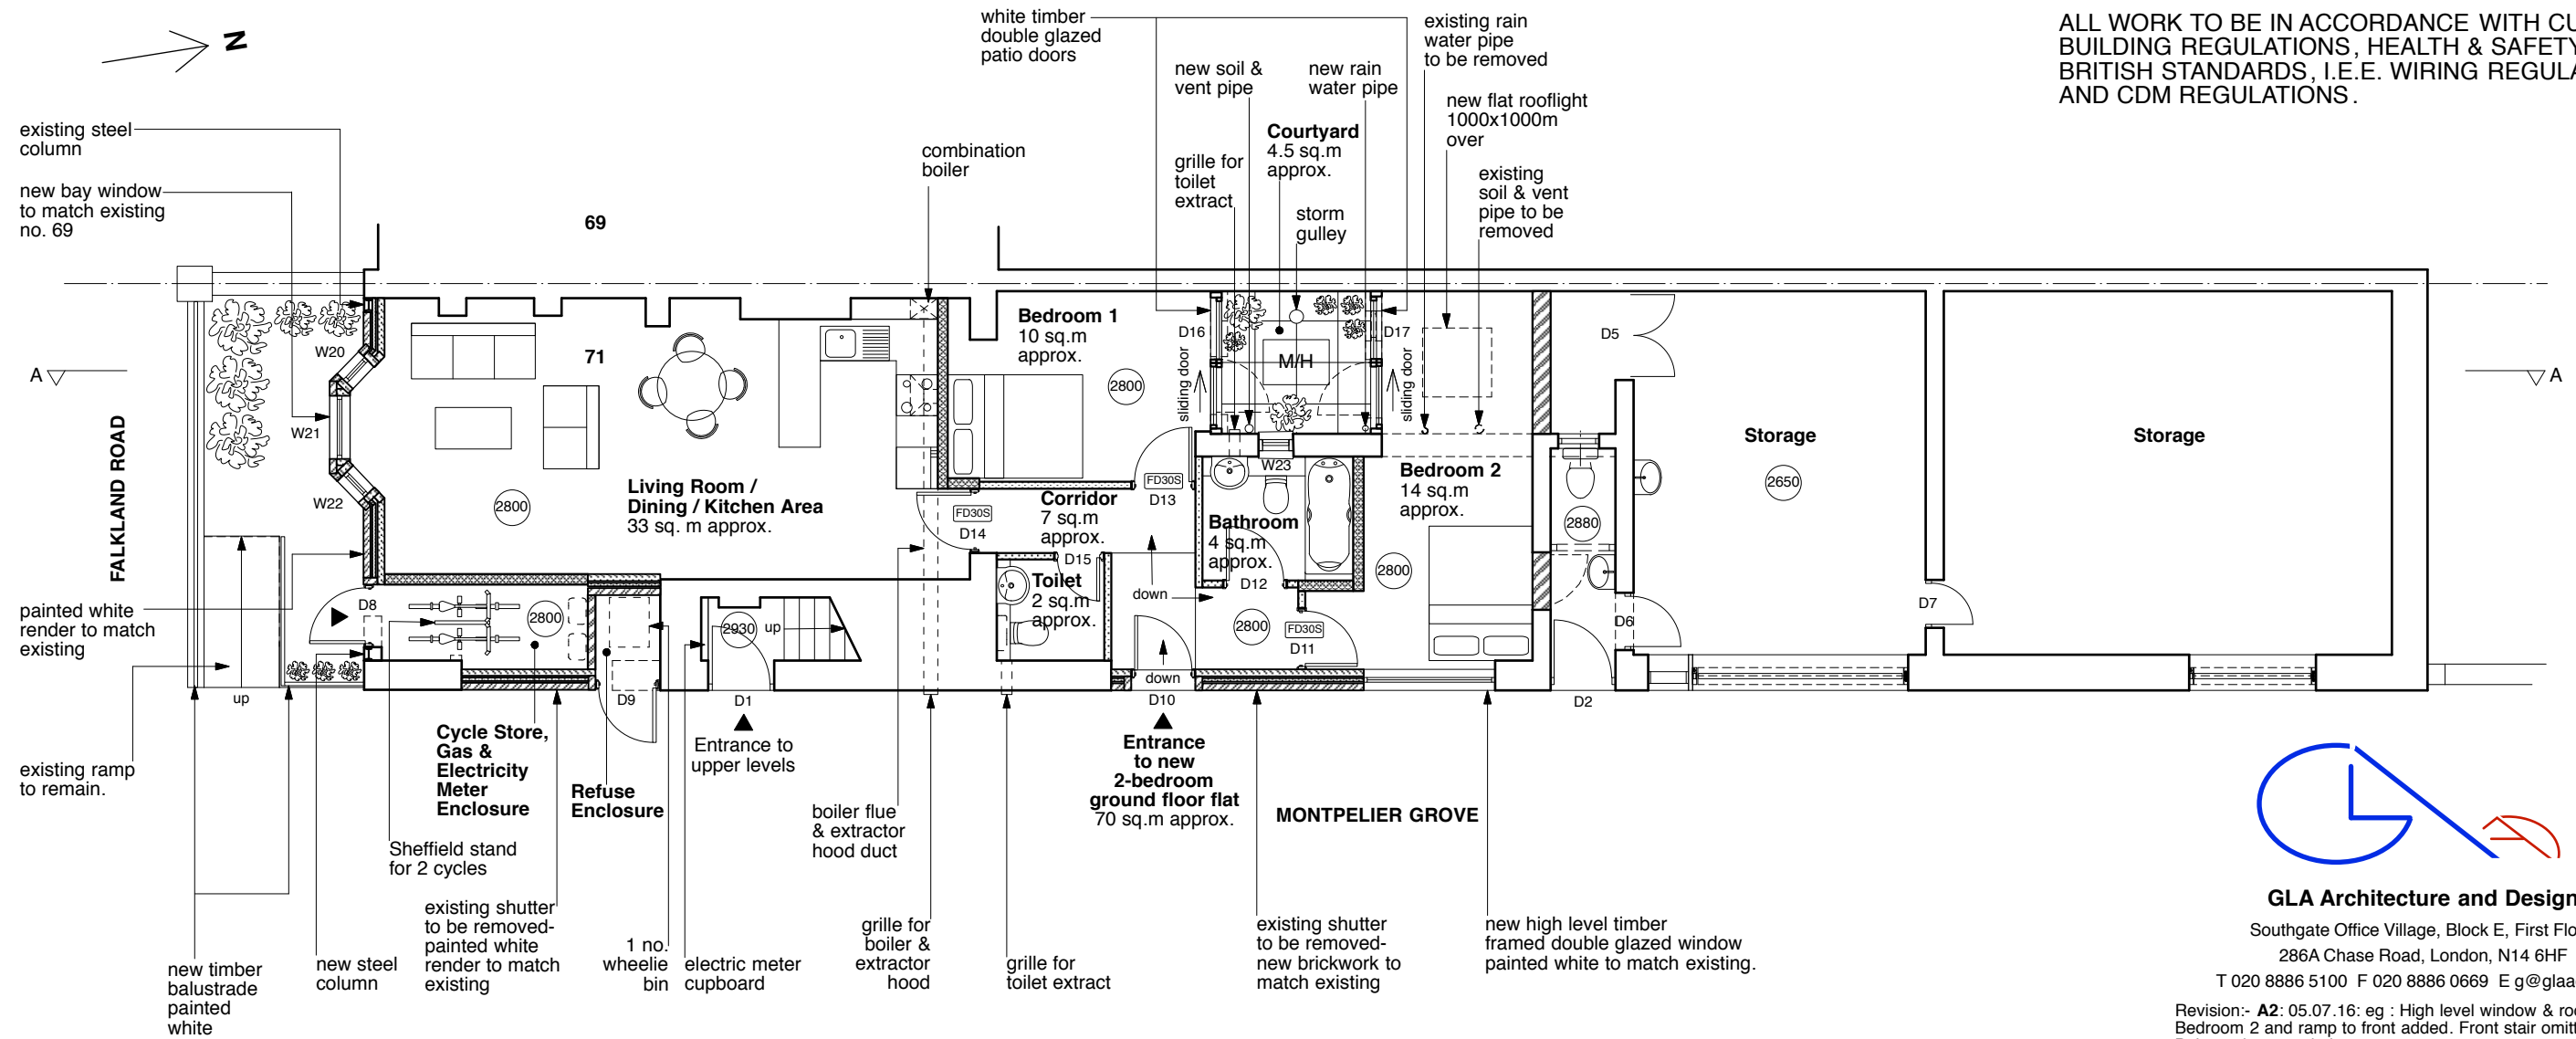 N
white timber
double glazed
patio doors
existing rain
water pipe
to be removed
ALL WORK TO BE IN ACCORDANCE WITH
BUILDING REGULATIONS, HEALTH & SAFETY
BRITISH STANDARDS, I.E.E. WIRING
AND CDM REGULATIONS.
new soil &
vent pipe
new rain
water pipe
new flat rooflight
1000x1000m
over
existing steel
column
Courtyard
4.5 sq.m
approx.
combination
boiler
grille for
toilet
extract
existing
soil & vent
pipe to be
removed
new bay window
to match existing
no. 69
69
storm
gulley
Bedroom 1
10 sq.m
approx.
D16
D17
D5
W20
71
M/H
A
A
2800
sliding door
sliding door
FALKLAND ROAD
W21
Storage
Storage
W23
Bedroom 2
14 sq.m
approx.
2650
FD30S
D13
Living Room /
Dining / Kitchen Area
33 sq. m approx.
W22
2800
Corridor
7 sq.m
approx.
FD30S
D14
Bathroom
4 sq.m
approx.
2880
D15
D12
2800
Toilet
2 sq.m
approx.
down
painted white
render to match
existing
D8
2800
2930
up
2800
FD30S
D11
D6
D7
existing ramp
to remain.
up
down
D9
D1
D10
D2
Entrance to
upper levels
Cycle Store,
Gas &
Electricity
Meter
Enclosure
Refuse
Enclosure
Entrance
to new
2-bedroom
ground floor flat
70 sq.m approx.
MONTPELIER GROVE
boiler flue
& extractor
hood duct
Sheffield stand
for 2 cycles
existing shutter
to be removed-
painted white
render to match
existing
1 no.
wheelie
bin
electric meter
cupboard
grille for
boiler &
extractor
hood
grille for
toilet extract
existing shutter
to be removed-
new brickwork to
match existing
new high level timber
framed double glazed window
painted white to match existing.
new timber
balustrade
painted
white
new steel
column
GLA Architecture and Design
Southgate Office Village, Block E, First
286A Chase Road, London, N14 6HF
T 020 8886 5100 F 020 8886 0669 E g@glaa
Revision:- A2: 05.07.16: eg : High level window &
Bedroom 2 and ramp to front added. Front stair